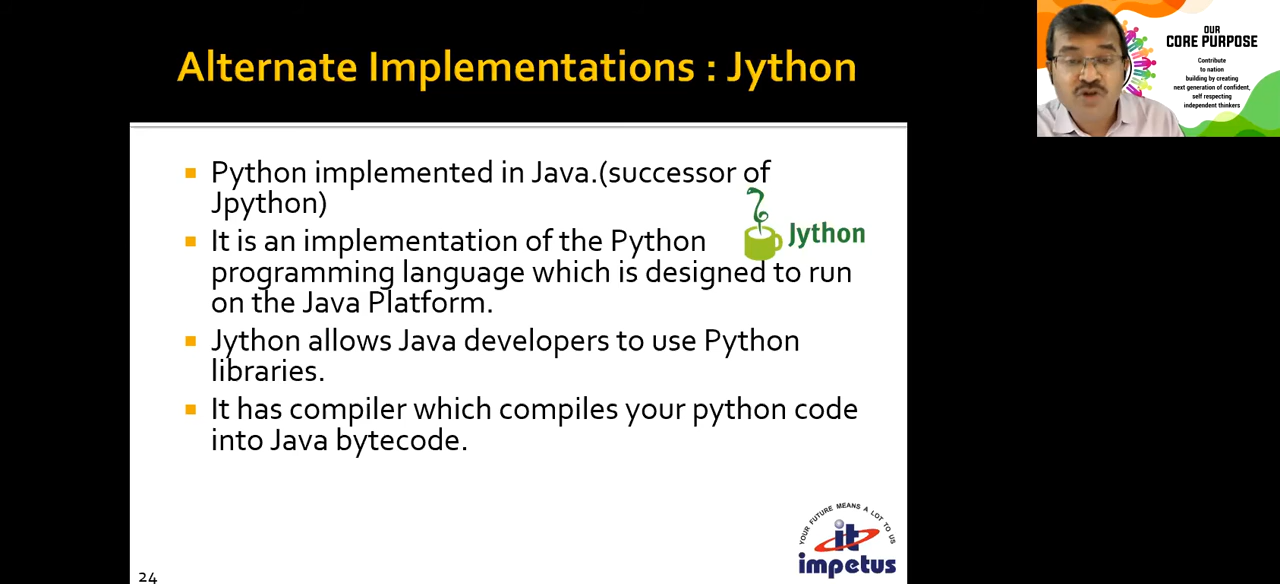 Alternate Implementations : Jython
OUR
CORE PURPOSE
Contribute
to nation
building by creating
next generation of confident,
self respecting
independent thinkers
Python implemented in Java.(successor of
Jpython)
Jython
It is an implementation of the Python
programming language which is designed to run
on the Java Platform.
Jython allows Java developers to use Python
libraries.
It has compiler which compiles your python code
into Java bytecode.
YOUR FUTURE MEANS A LOT TO US
it
impetus
24